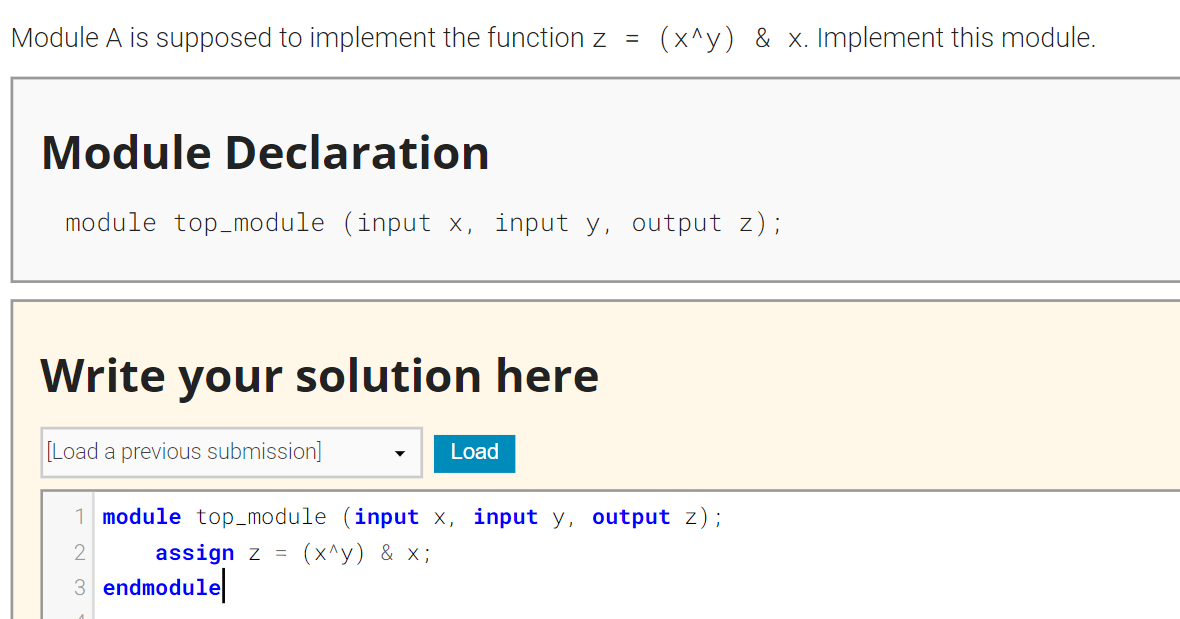 Module A is supposed to implement the function z = (x^y) & x. Implement this module.
Module Declaration
module top_module (input x, input y, output z);
Write your solution here
[Load a previous submission] Load
1 module top_module (input x, input y, output z);
2 assign z = (x^y) & x;
3 endmodule